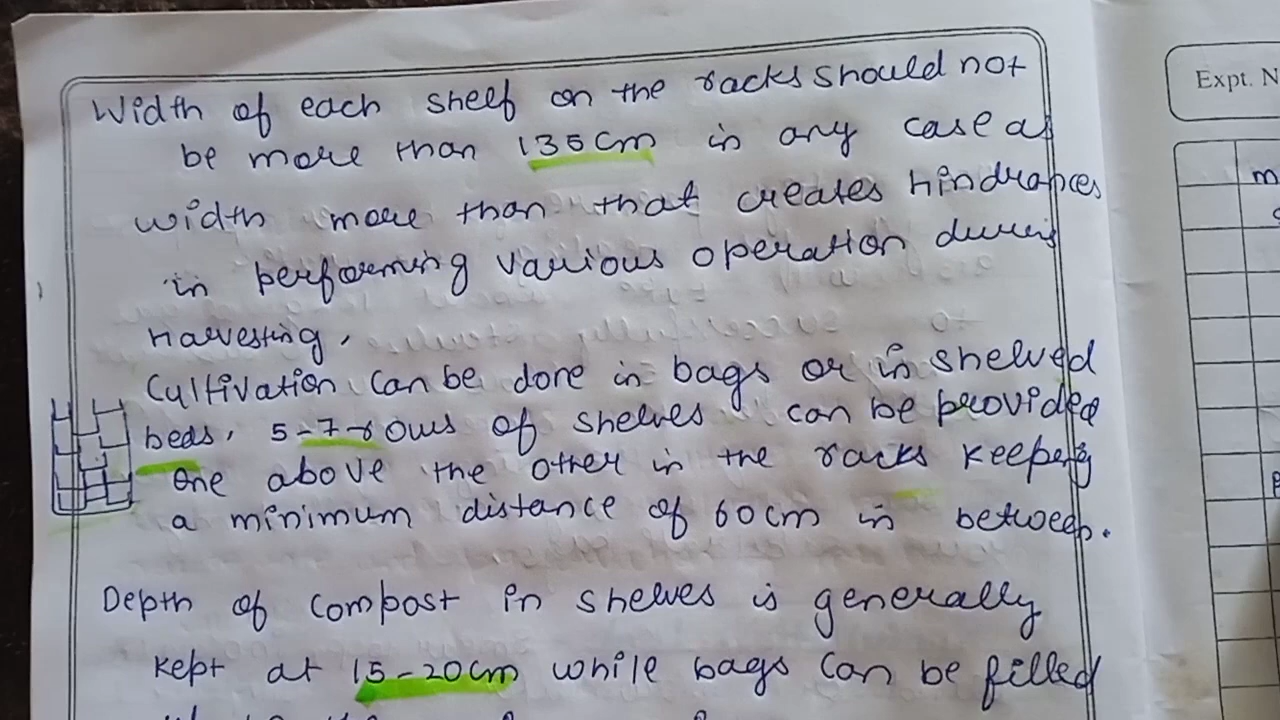 Width of each shelf on the racks should not
be more than 135cm in any case as
width more than that creates hindrances
in performing various operation during
harvesting.
Cultivation can be done in bags or in shelved
beds, 5-7-rows of shelves can be provided
one above the other in the racks keeping
a minimum distance of 60cm in between.
Depth of compost in shelves is generally
kept at 15-20cm while bags can be filled
Expt. N
m